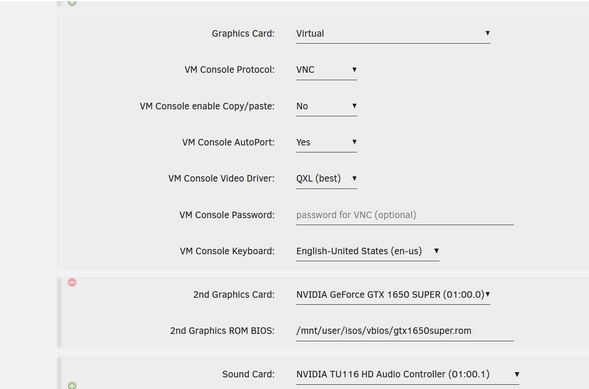 Graphics Card: Virtual
VM Console Protocol: VNC
VM Console enable Copy/paste: No
VM Console AutoPort: Yes
VM Console Video Driver: QXL (best)
VM Console Password: password for VNC (optional)
VM Console Keyboard: English-United States (en-us)
2nd Graphics Card: NVIDIA GeForce GTX 1650 SUPER (01:00.0)
2nd Graphics ROM BIOS: /mnt/user/isos/vbios/gtx1650super.rom
Sound Card: NVIDIA TU116 HD Audio Controller (01:00.1)